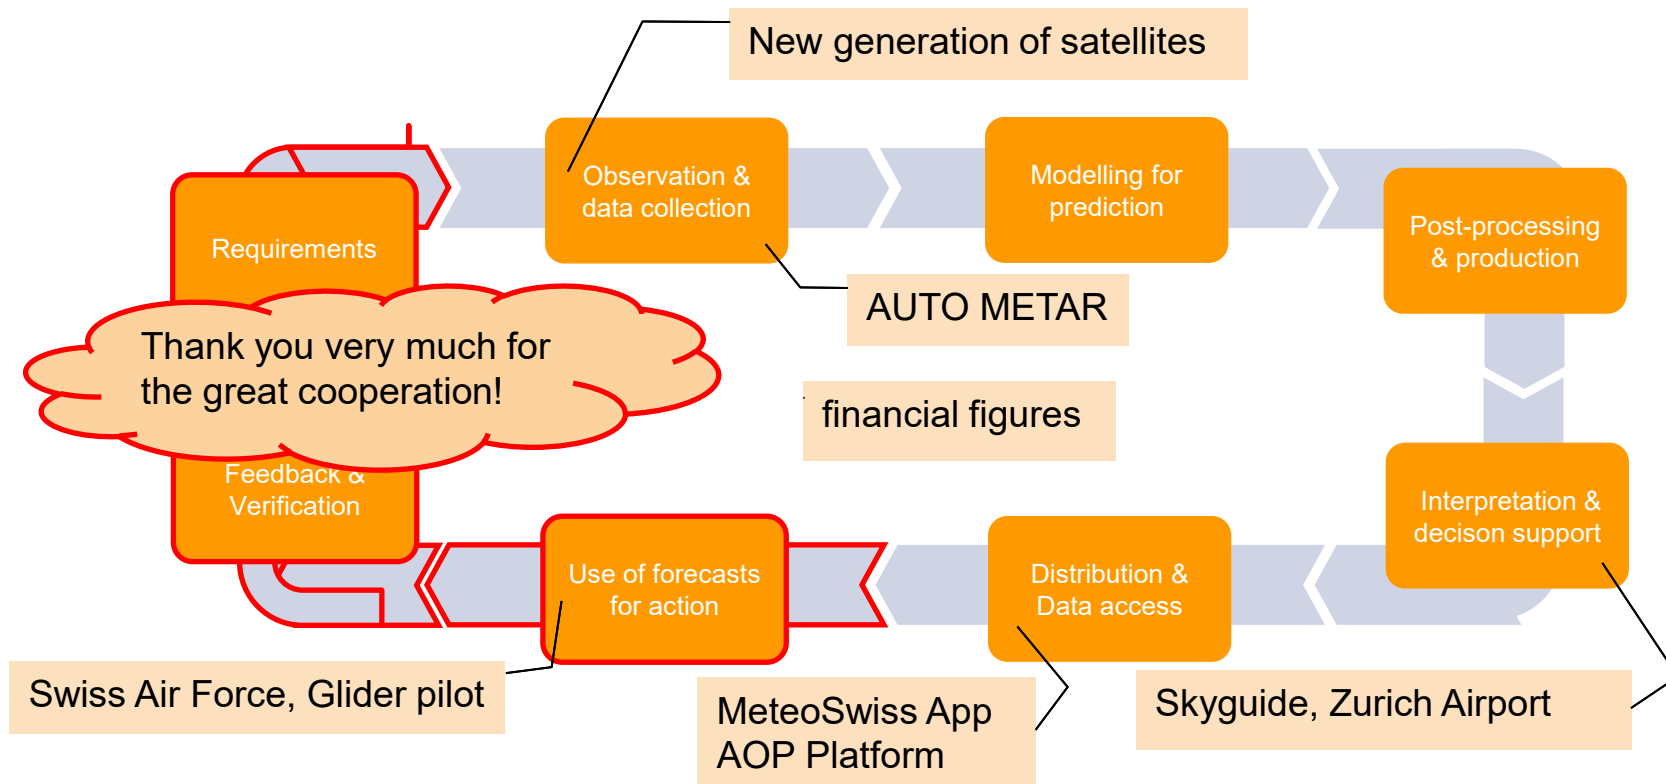 New generation of satellites
Observation &
data collection
Modelling for
prediction
Post-processing
& production
Requirements
AUTO METAR
Thank you very much for
the great cooperation!
financial figures
Feedback &
Verification
Interpretation &
decison support
Use of forecasts
for action
Distribution &
Data access
Swiss Air Force, Glider pilot
MeteoSwiss App
AOP Platform
Skyguide, Zurich Airport